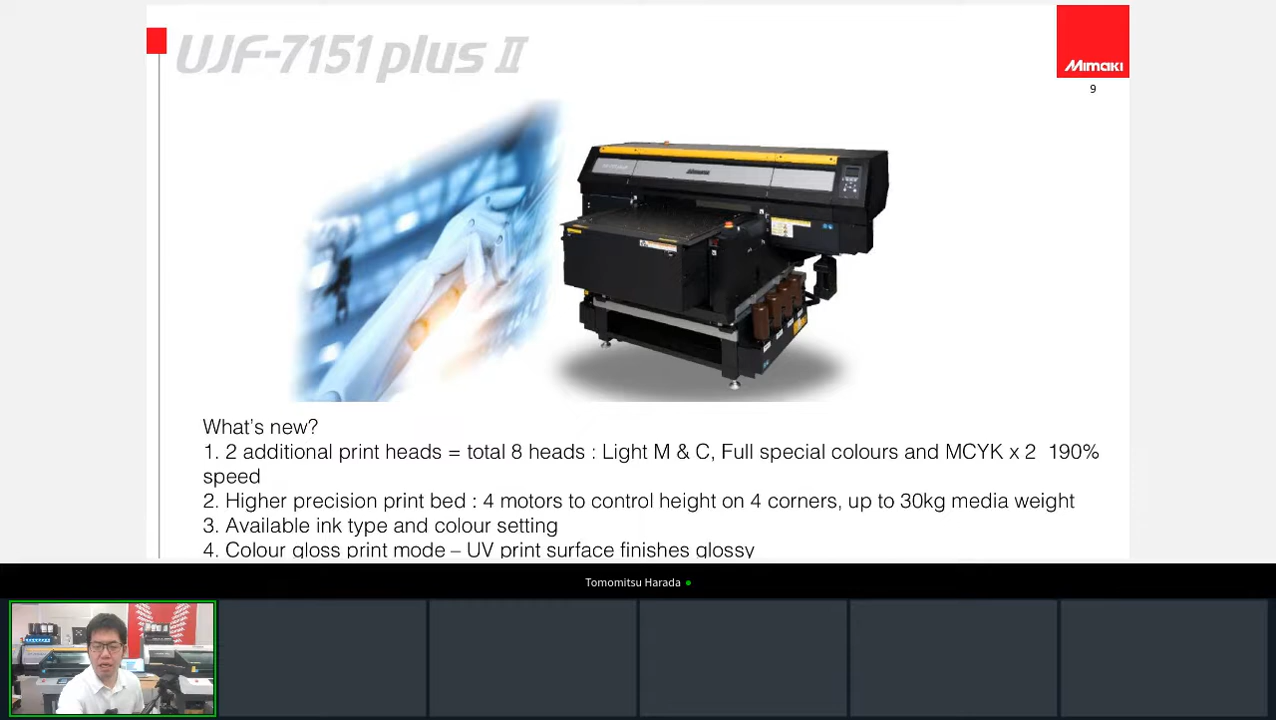 UJF-7151 plus II
Mimaki
9
What's new?
1. 2 additional print heads = total 8 heads : Light M & C, Full special colours and MCYK x 2  190%
speed
2. Higher precision print bed : 4 motors to control height on 4 corners, up to 30kg media weight
3. Available ink type and colour setting
4. Colour gloss print mode – UV print surface finishes glossy
Tomomitsu Harada